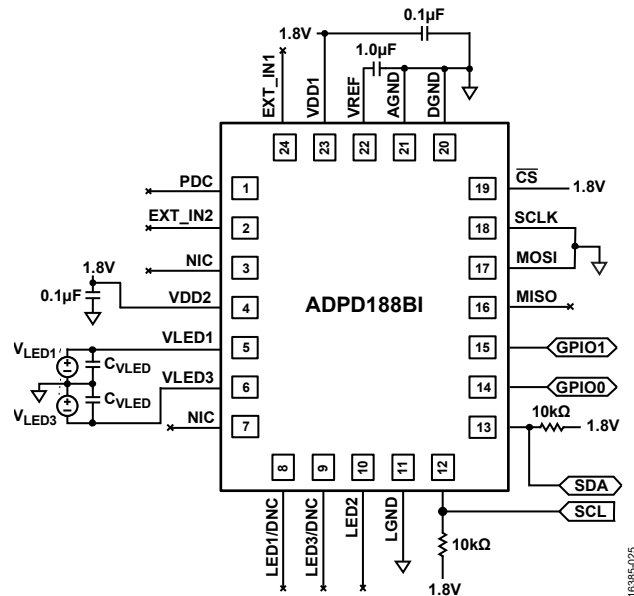 0.1µF
1.8V
1.0µF
EXT_IN1
VDD1
VREF
AGND
DGND
24
23
22
21
20
PDC
1
19
CS
1.8V
EXT_IN2
2
18
SCLK
NIC
3
17
MOSI
1.8V
0.1µF
VDD2
4
ADPD188BI
16
MISO
VLED1
5
15
GPIO1
VLED1
CVLED
VLED3
6
14
GPIO0
VLED3
CVLED
NIC
7
13
10kΩ
1.8V
8
9
10
11
12
SDA
SCL
LED1/DNC
LED3/DNC
LED2
LGND
10kΩ
1.8V
16385-025